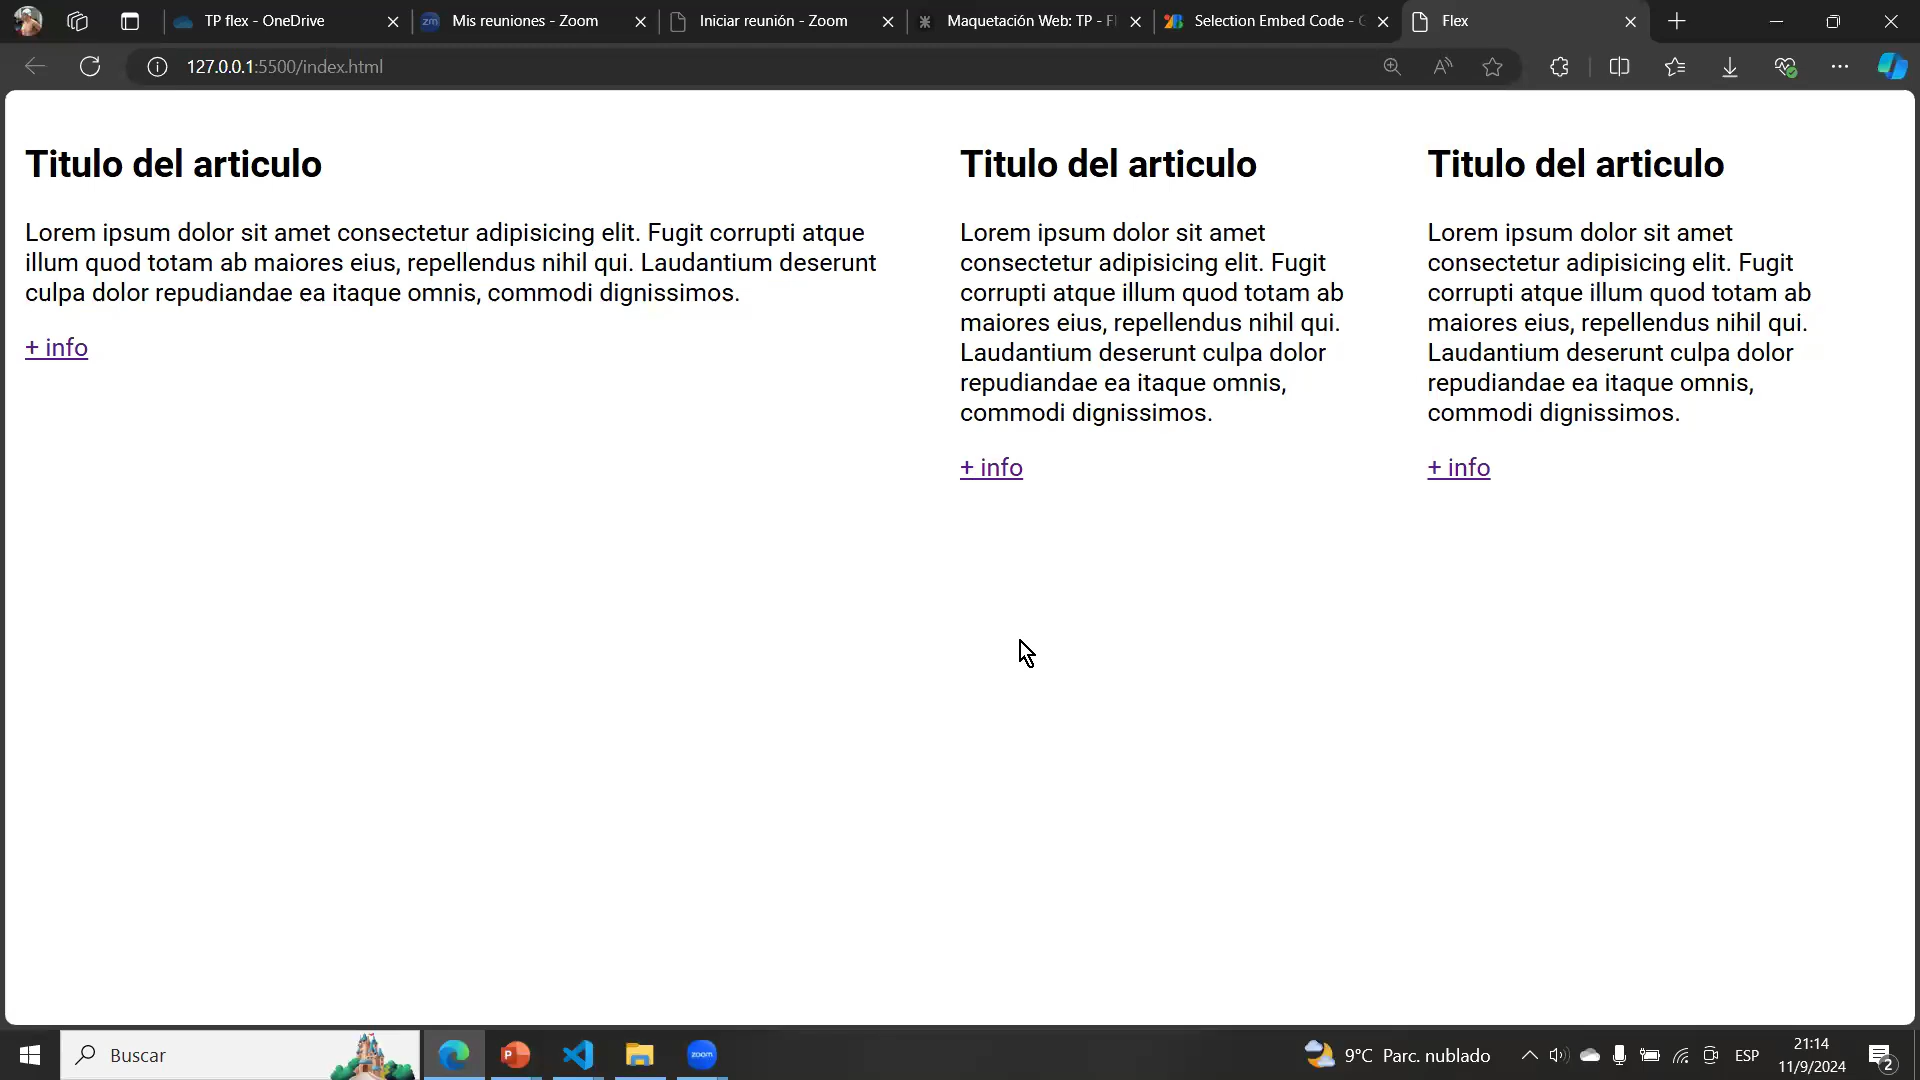 TP flex - OneDrive
Mis reuniones - Zoom
Iniciar reunión - Zoom
Maquetación Web: TP - Fl
Selection Embed Code - G
Flex
127.0.0.1:5500/index.html
Titulo del articulo
Lorem ipsum dolor sit amet consectetur adipisicing elit. Fugit corrupti atque
illum quod totam ab maiores eius, repellendus nihil qui. Laudantium deserunt
culpa dolor repudiandae ea itaque omnis, commodi dignissimos.
+ info
Titulo del articulo
Lorem ipsum dolor sit amet
consectetur adipisicing elit. Fugit
corrupti atque illum quod totam ab
maiores eius, repellendus nihil qui.
Laudantium deserunt culpa dolor
repudiandae ea itaque omnis,
commodi dignissimos.
+ info
Titulo del articulo
Lorem ipsum dolor sit amet
consectetur adipisicing elit. Fugit
corrupti atque illum quod totam ab
maiores eius, repellendus nihil qui.
Laudantium deserunt culpa dolor
repudiandae ea itaque omnis,
commodi dignissimos.
+ info
Buscar
zoom
9°C Parc. nublado
ESP
21:14
11/9/2024
2